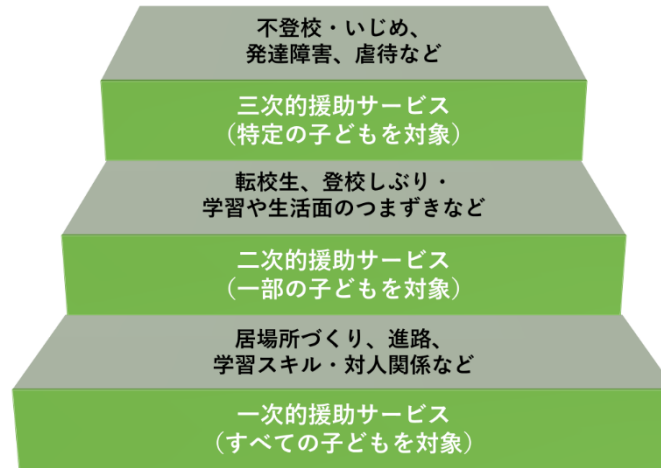 不登校・いじめ、
発達障害、虐待など
三次的援助サービス
（特定の子どもを対象）
転校生、登校しぶり・
学習や生活面のつまずきなど
二次的援助サービス
（一部の子どもを対象）
居場所づくり、進路、
学習スキル・対人関係など
一次的援助サービス
（すべての子どもを対象）